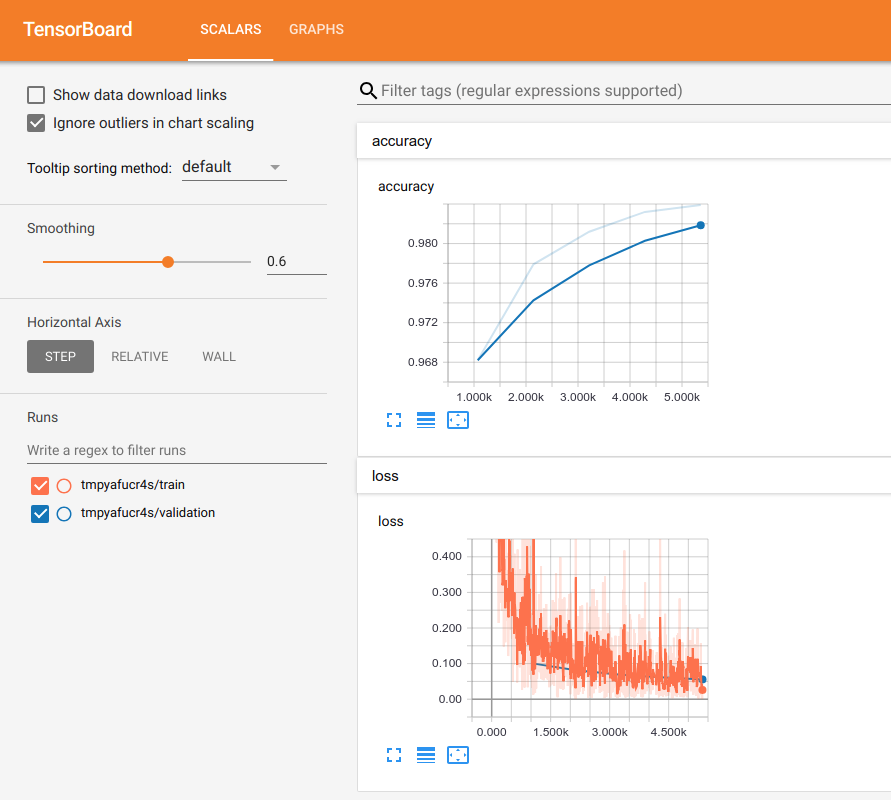 TensorBoard SCALARS GRAPHS
Show data download links
Ignore outliers in chart scaling
Tooltip sorting method: default
Smoothing
0.6
Horizontal Axis
STEP RELATIVE WALL
Runs
Write a regex to filter runs
tmpyafucr4s/train
tmpyafucr4s/validation
Filter tags (regular expressions supported)
accuracy
accuracy
0.980
0.976
0.972
0.968
1.000k 2.000k 3.000k 4.000k 5.000k
loss
loss
0.400
0.300
0.200
0.100
0.00
0.000 1.500k 3.000k 4.500k